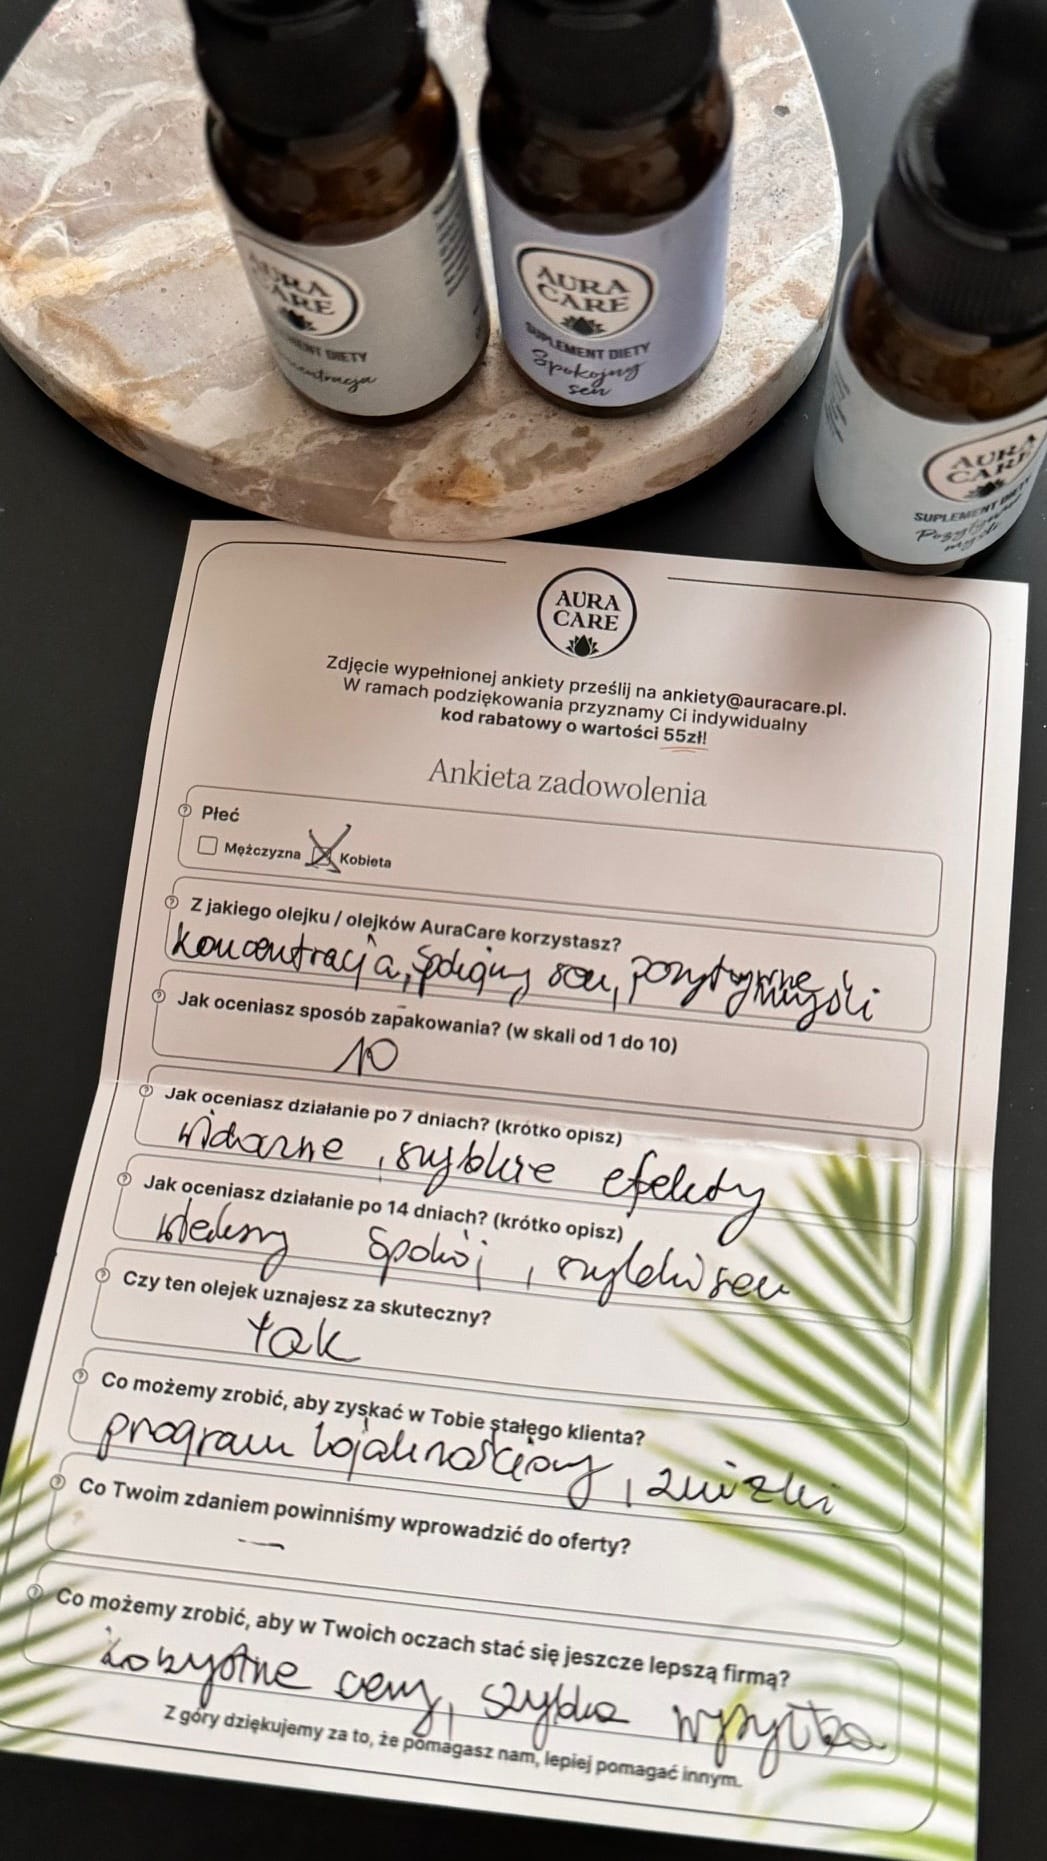 AURA
CARE
SUPLEMENT DIETY
Spokojny
sen
AURA
CARE
SUPLEMENT DIETY
AURA
CARE
Zdjęcie wypełnionej ankiety prześlij na ankiety@auracare.pl.
W ramach podziękowania przyznamy Ci indywidualny
kod rabatowy o wartości 55zł!
Ankieta zadowolenia
Płeć
Mężczyzna Kobieta
Z jakiego olejku / olejków AuraCare korzystasz?
koncentracja, Spokojny sen, pozytywne
myśli
Jak oceniasz sposób zapakowania? (w skali od 1 do 10)
10
Jak oceniasz działanie po 7 dniach? (krótko opisz)
widoczne, szybkie efekty
Jak oceniasz działanie po 14 dniach? (krótko opisz)
Spokój, szybki sen
Czy ten olejek uznajesz za skuteczny?
tak
Co możemy zrobić, aby zyskać w Tobie stałego klienta?
program lojalnościowy, zniżki
Co Twoim zdaniem powinniśmy wprowadzić do oferty?
—
Co możemy zrobić, aby w Twoich oczach stać się jeszcze lepszą firmą?
ceny, szybka wysyłka
Z góry dziękujemy za to, że pomagasz nam, lepiej pomagać innym.